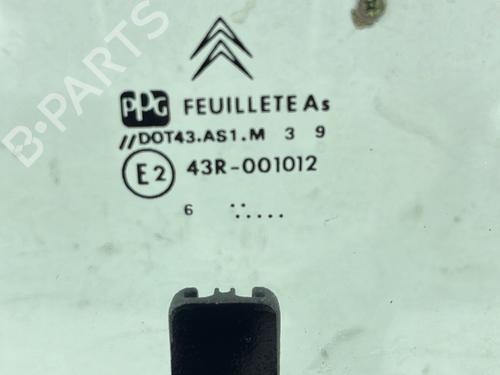 B-PARTS
PPG FEUILLETE As
//DOT43.AS1.M 3 9
E2 43R-001012
6 ..